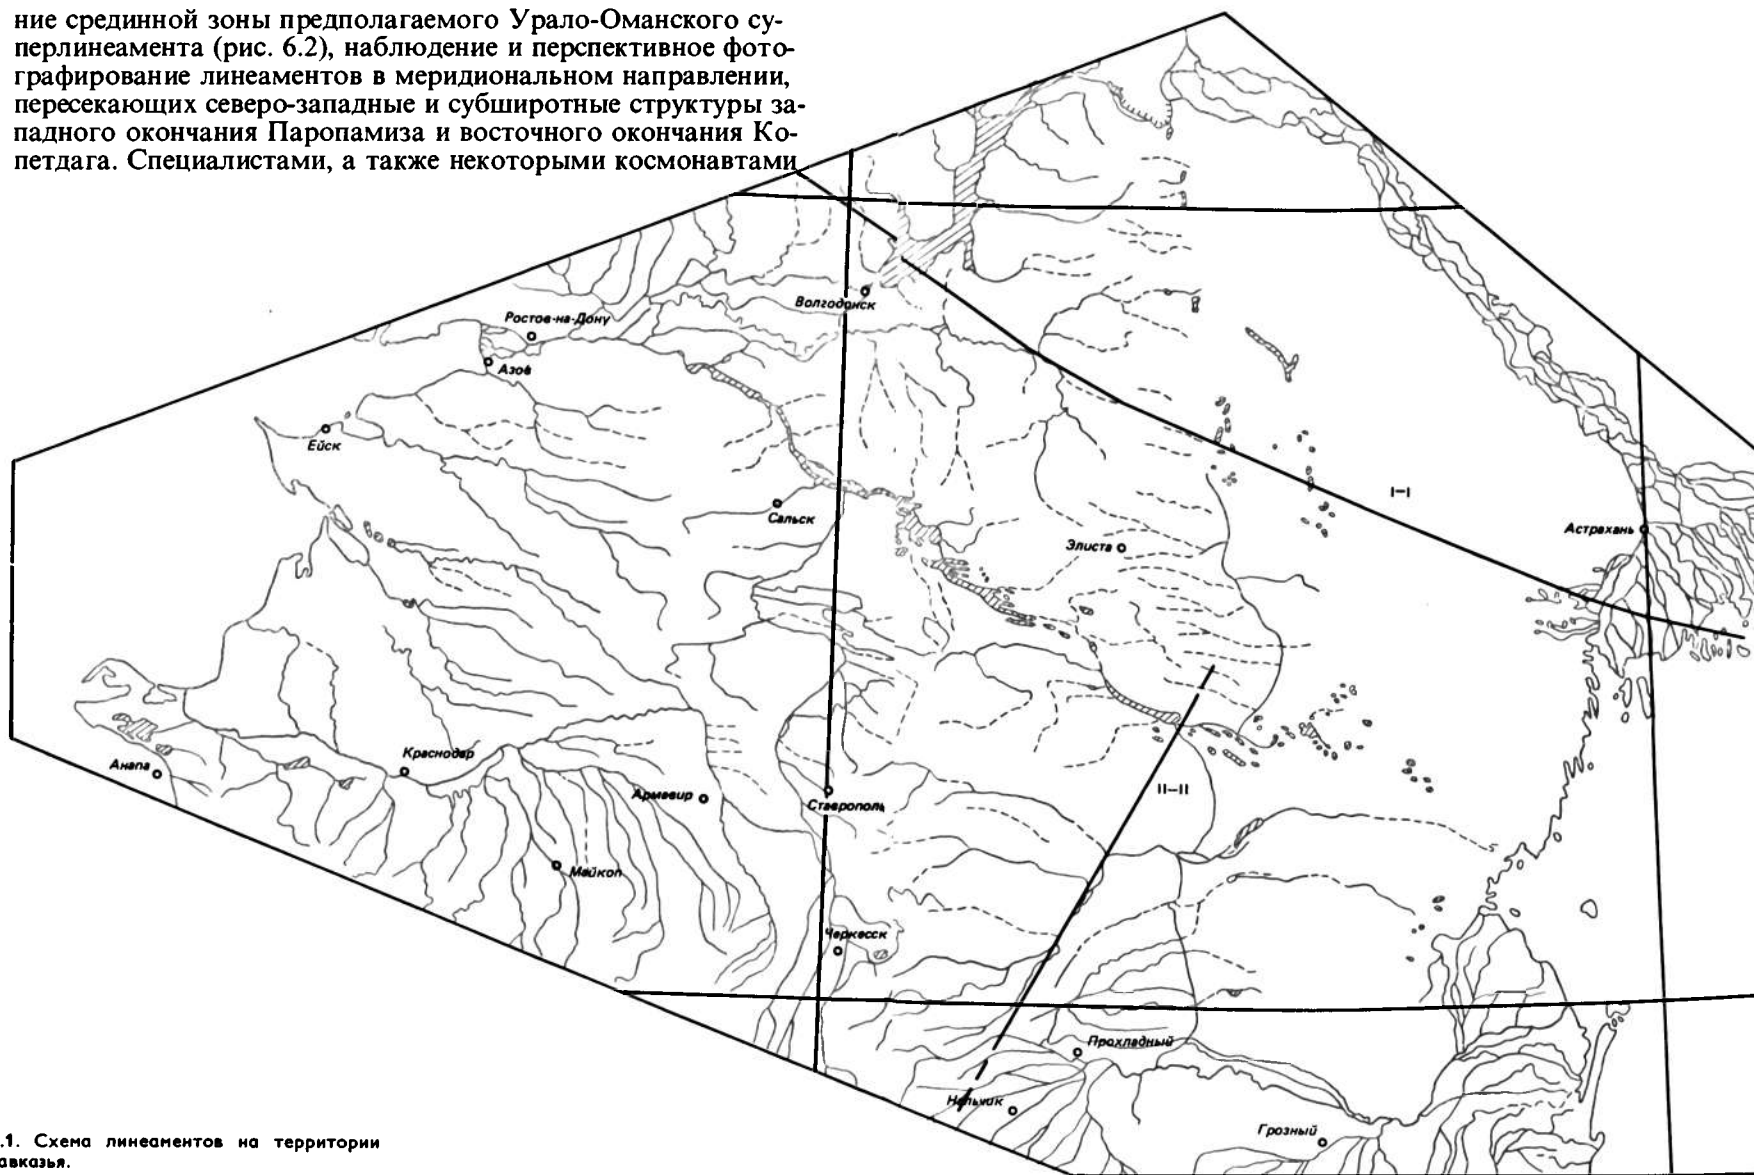 ние срединной зоны предполагаемого Урало-Оманского су-
перлинеамента (рис. 6.2), наблюдение и перспективное фото-
графирование линеаментов в меридиональном направлении,
пересекающих северо-западные и субширотные структуры за-
падного окончания Паропамиза и восточного окончания Ко-
петдага. Специалистами, а также некоторыми космонавтами
Волгодонск
Ростов-на-Дону
Азов
Ейск
I—I
Сальск
Астрахань
Элиста
Краснодар
Анапа
II—II
Армавир
Ставрополь
Майкоп
Черкесск
Прохладный
Нальчик
Грозный
.1. Схема линеаментов на территории
авказья.